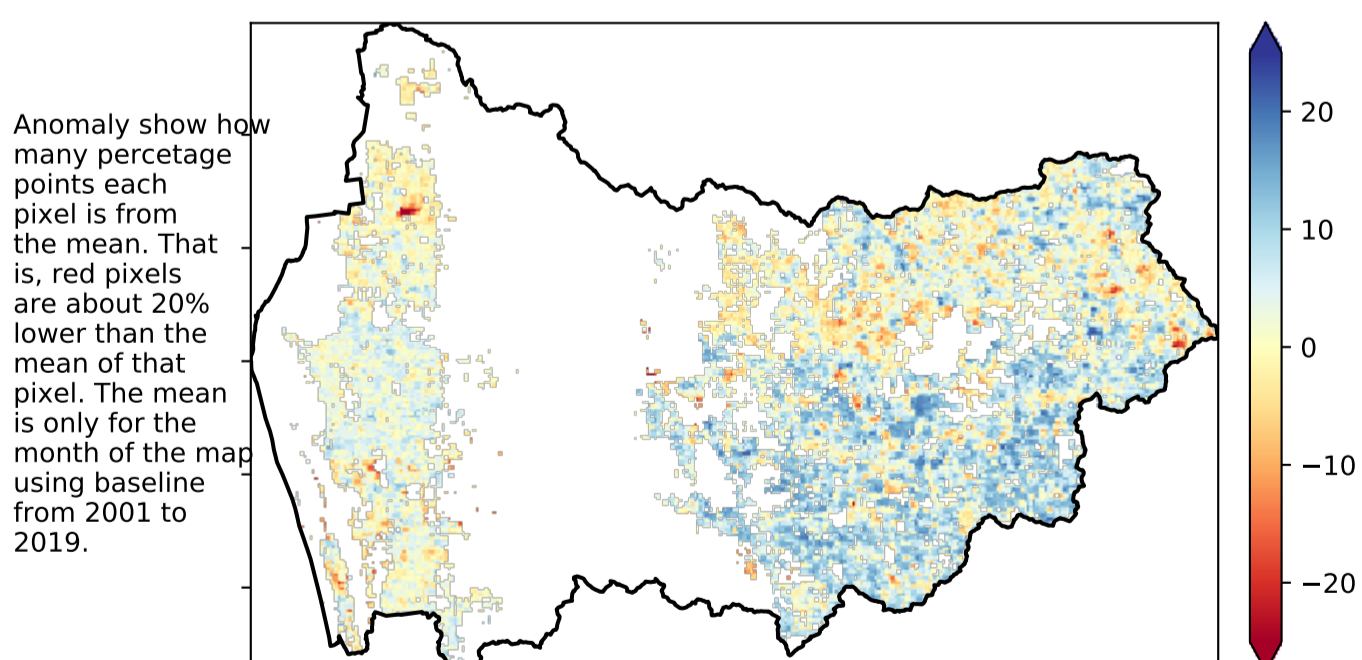 Anomaly show how
many percetage
points each
pixel is from
the mean. That
is, red pixels
are about 20%
lower than the
mean of that
pixel. The mean
is only for the
month of the map
using baseline
from 2001 to
2019.
20
10
0
−10
−20